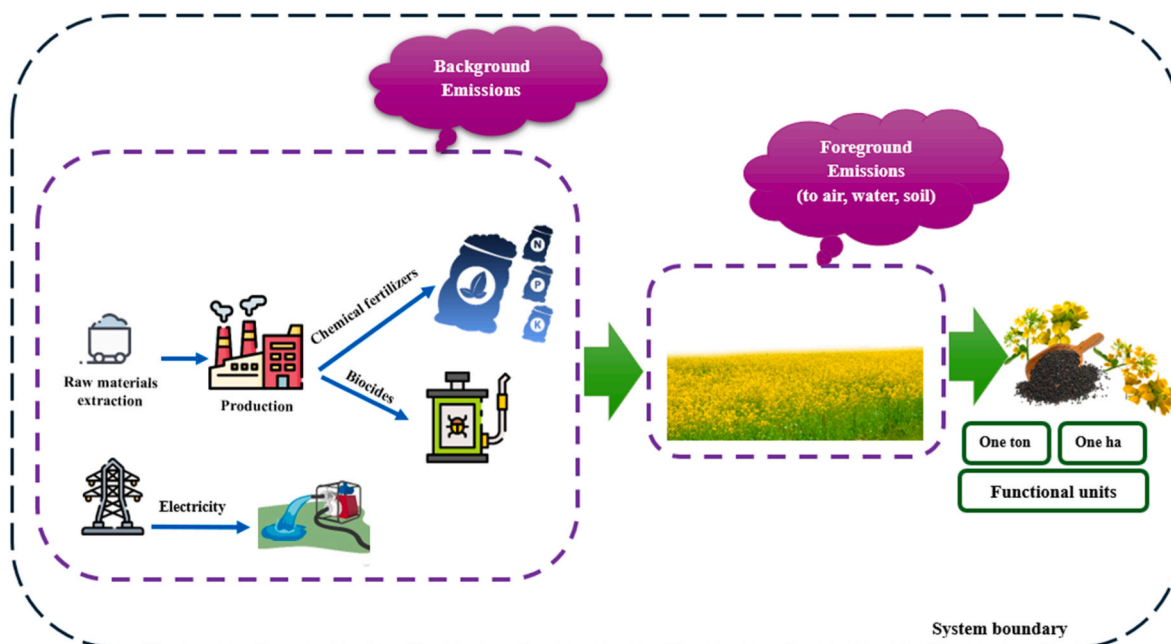 Background
Emissions
Foreground
Emissions
(to air, water, soil)
Chemical fertilizers
N
P
K
Raw materials
extraction
Production
Biocides
Electricity
One ton
One ha
Functional units
System boundary